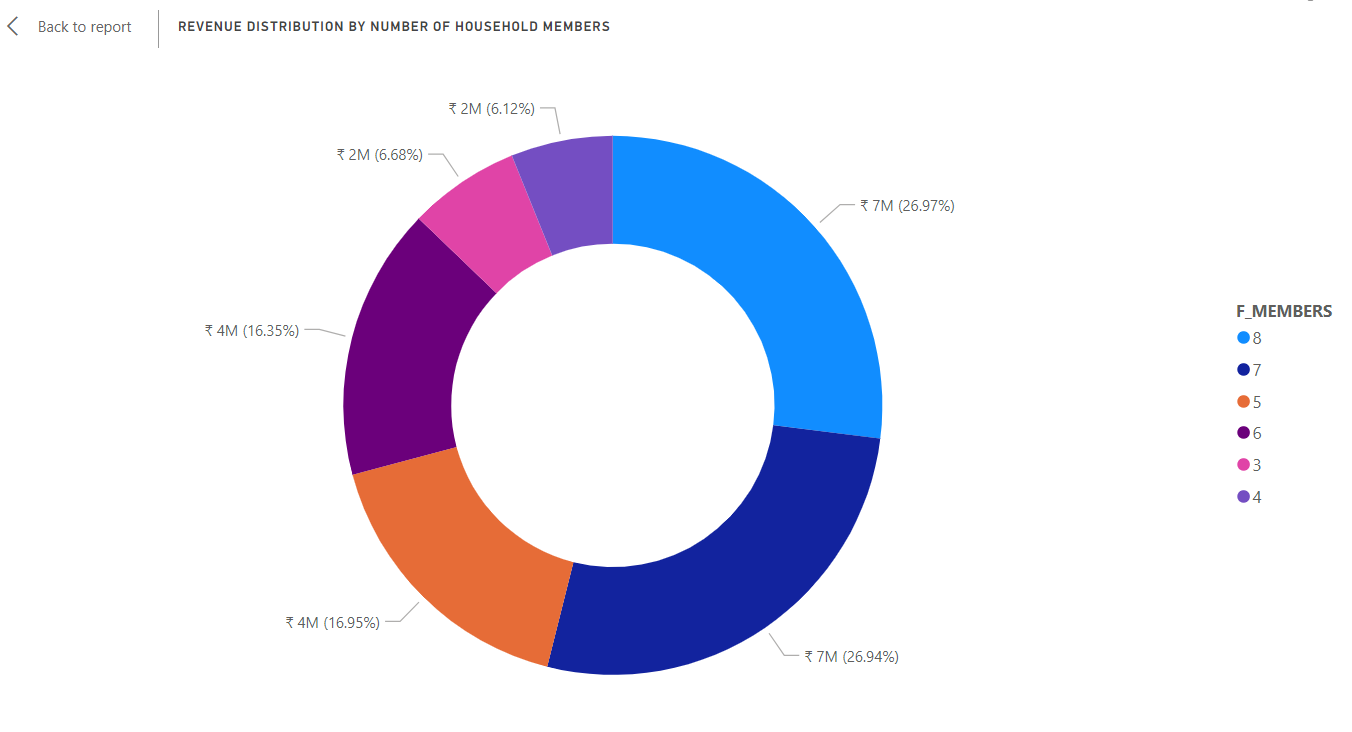 Back to report
REVENUE DISTRIBUTION BY NUMBER OF HOUSEHOLD MEMBERS
₹ 2M (6.12%)
₹ 2M (6.68%)
₹ 7M (26.97%)
₹ 4M (16.35%)
₹ 4M (16.95%)
₹ 7M (26.94%)
F_MEMBERS
8
7
5
6
3
4